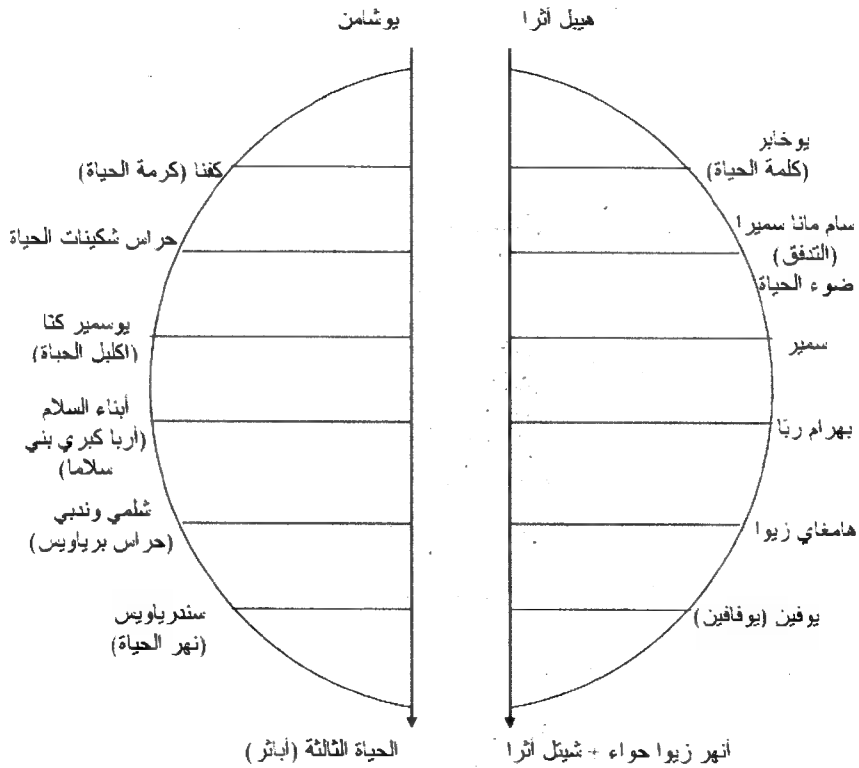 هيبل أثرا
يوشامن
يوخابر
(كلمة الحياة)
سام مانا سميرا
(التدفق)
ضوء الحياة
سمير
بهرام ربّا
هامغاي زيوا
يوفين (يوفافين)
أنهر زيوا حواء + شيتل أثرا
كفنا (كرمة الحياة)
حراس شكينات الحياة
يوسمير كنا
(اكليل الحياة)
أبناء السلام
(أربا كبري بني
سلاما)
شلمي وندبي
(حراس برياويس)
سندرياويس
(نهر الحياة)
الحياة الثالثة (أباثر)